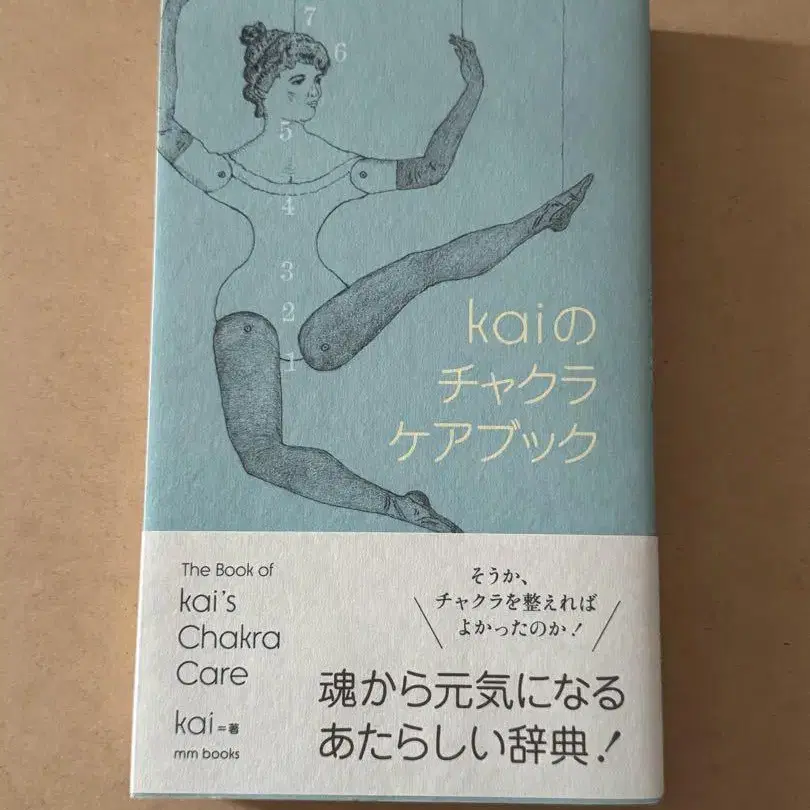 7
6
5
4
4
3
2
1
kaiの
チャクラ
ケアブック
The Book of
kai's
Chakra
Care
kai=著
mm books
そうか、
チャクラを整えれば
よかったのか!
魂から元気になる
あたらしい辞典!